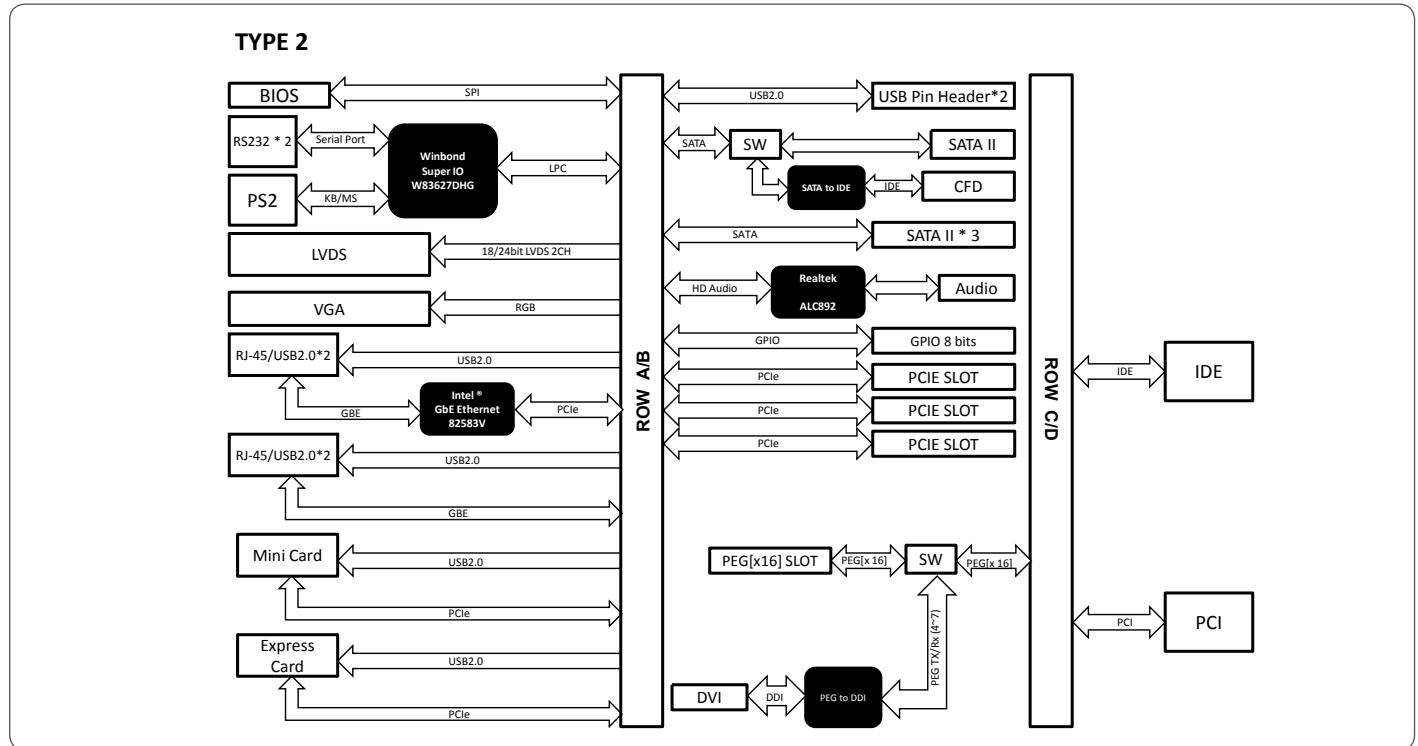 TYPE 2
BIOS
SPI
RS232 * 2
Serial Port
Winbond
Super IO
W83627DHG
LPC
PS2
KB/MS
LVDS
18/24bit LVDS 2CH
VGA
RGB
RJ-45/USB2.0*2
USB2.0
GBE
Intel ®
GbE Ethernet
82583V
PCIe
RJ-45/USB2.0*2
USB2.0
GBE
Mini Card
USB2.0
PCIe
Express
Card
USB2.0
PCIe
ROW A/B
USB2.0
USB Pin Header*2
SATA
SW
SATA II
SATA to IDE
IDE
CFD
SATA
SATA II * 3
HD Audio
Realtek
ALC892
Audio
GPIO
GPIO 8 bits
PCIe
PCIE SLOT
PCIe
PCIE SLOT
PCIe
PCIE SLOT
PEG[x16] SLOT
PEG[x 16]
SW
PEG[x 16]
PEG TX/Rx (4~7)
DVI
DDI
PEG to DDI
ROW C/D
IDE
IDE
PCI
PCI